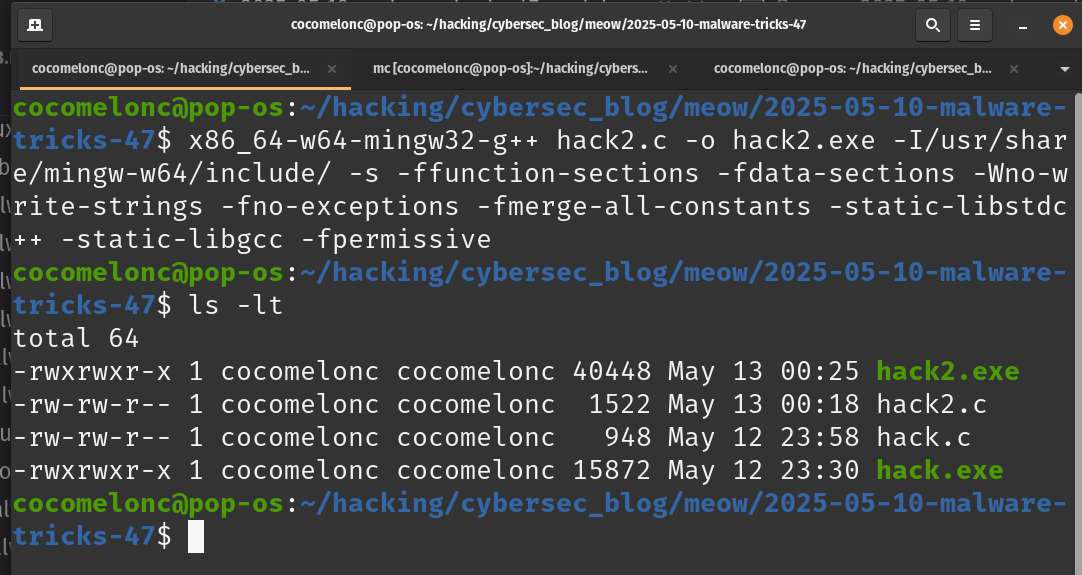 cocomelonc@pop-os: ~/hacking/cybersec_blog/meow/2025-05-10-malware-tricks-47
cocomelonc@pop-os: ~/hacking/cybersec_b...
mc [cocomelonc@pop-os]:~/hacking/cybers...
cocomelonc@pop-os: ~/hacking/cybersec_b...
cocomelonc@pop-os:~/hacking/cybersec_blog/meow/2025-05-10-malware-
tricks-47$ x86_64-w64-mingw32-g++ hack2.c -o hack2.exe -I/usr/shar
e/mingw-w64/include/ -s -ffunction-sections -fdata-sections -Wno-w
rite-strings -fno-exceptions -fmerge-all-constants -static-libstdc
++ -static-libgcc -fpermissive
cocomelonc@pop-os:~/hacking/cybersec_blog/meow/2025-05-10-malware-
tricks-47$ ls -lt
total 64
-rwxrwxr-x 1 cocomelonc cocomelonc 40448 May 13 00:25 hack2.exe
-rw-rw-r-- 1 cocomelonc cocomelonc  1522 May 13 00:18 hack2.c
-rw-rw-r-- 1 cocomelonc cocomelonc   948 May 12 23:58 hack.c
-rwxrwxr-x 1 cocomelonc cocomelonc 15872 May 12 23:30 hack.exe
cocomelonc@pop-os:~/hacking/cybersec_blog/meow/2025-05-10-malware-
tricks-47$